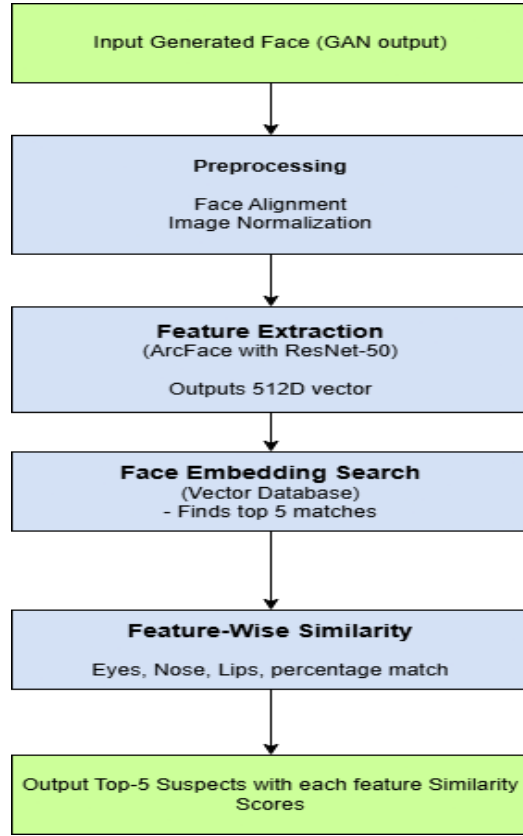 Input Generated Face (GAN output)
Preprocessing
Face Alignment
Image Normalization
Feature Extraction
(ArcFace with ResNet-50)
Outputs 512D vector
Face Embedding Search
(Vector Database)
- Finds top 5 matches
Feature-Wise Similarity
Eyes, Nose, Lips, percentage match
Output Top-5 Suspects with each feature Similarity
Scores